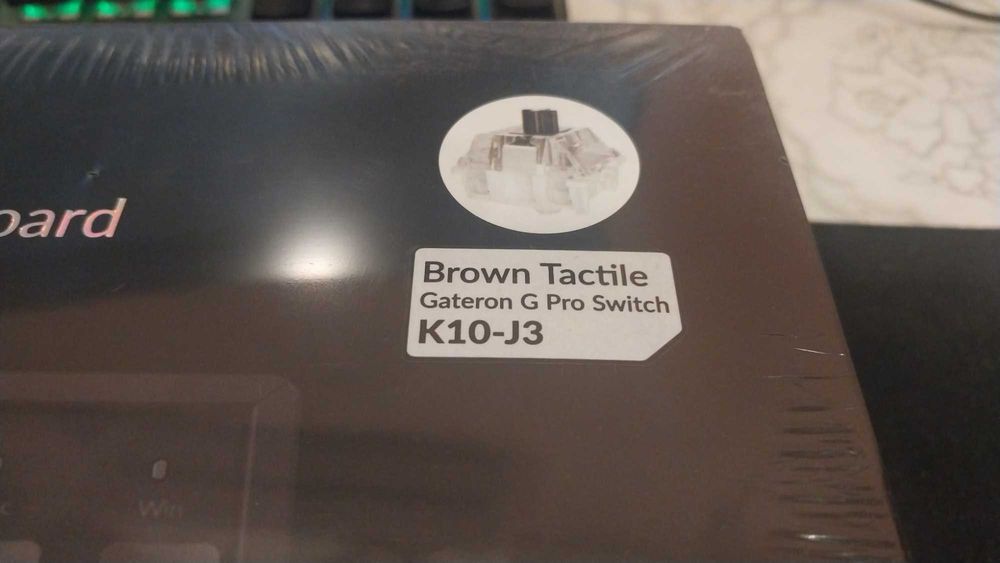 oard
Brown Tactile
Gateron G Pro Switch
K10-J3
Win